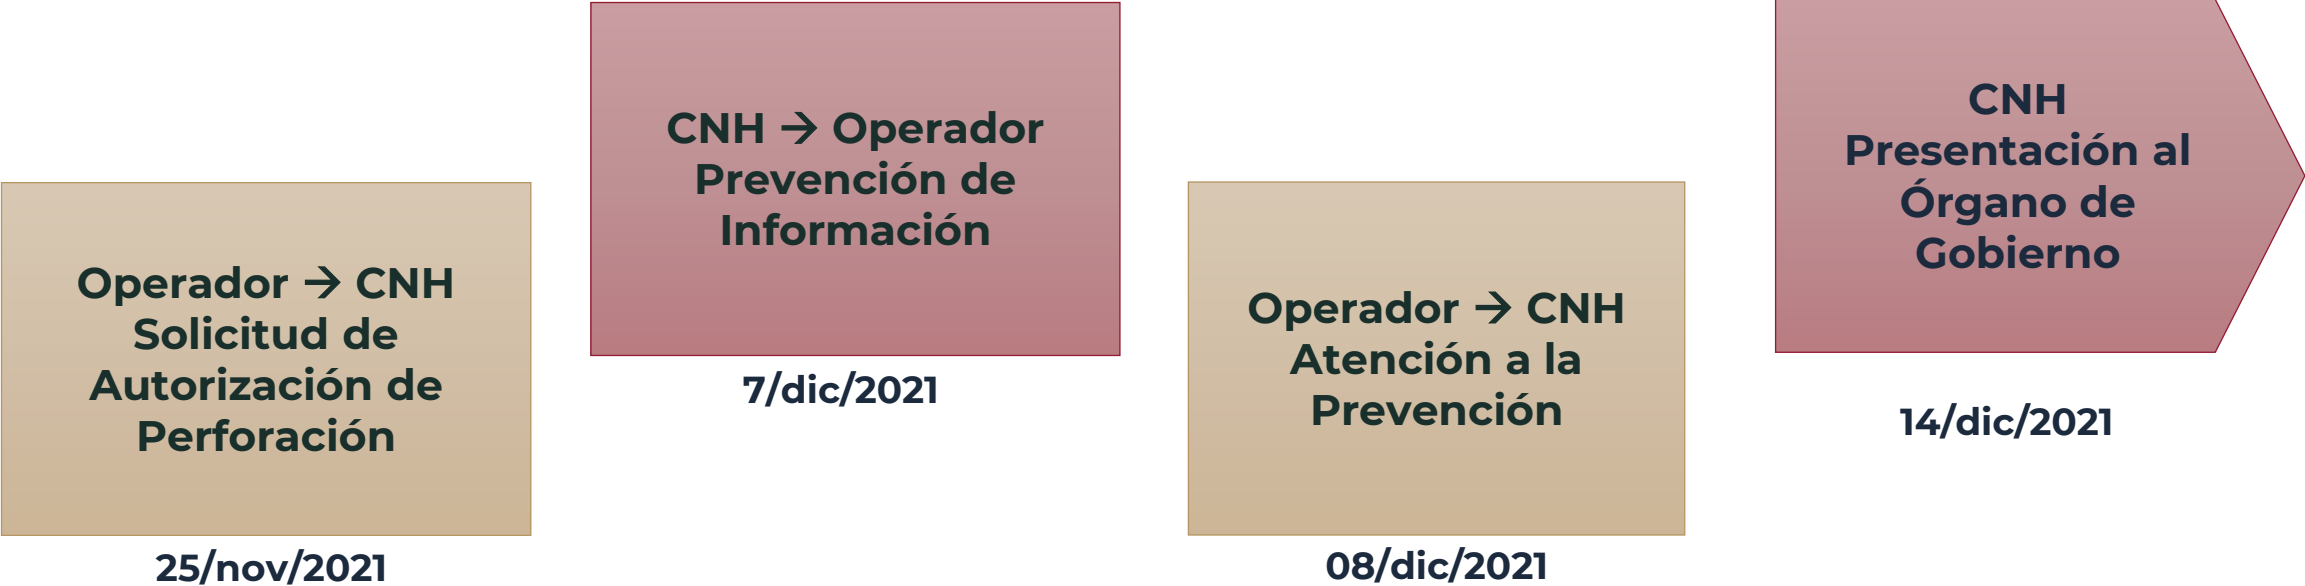 Operador → CNH
Solicitud de
Autorización de
Perforación
25/nov/2021
CNH → Operador
Prevención de
Información
7/dic/2021
Operador → CNH
Atención a la
Prevención
08/dic/2021
CNH
Presentación al
Órgano de
Gobierno
14/dic/2021